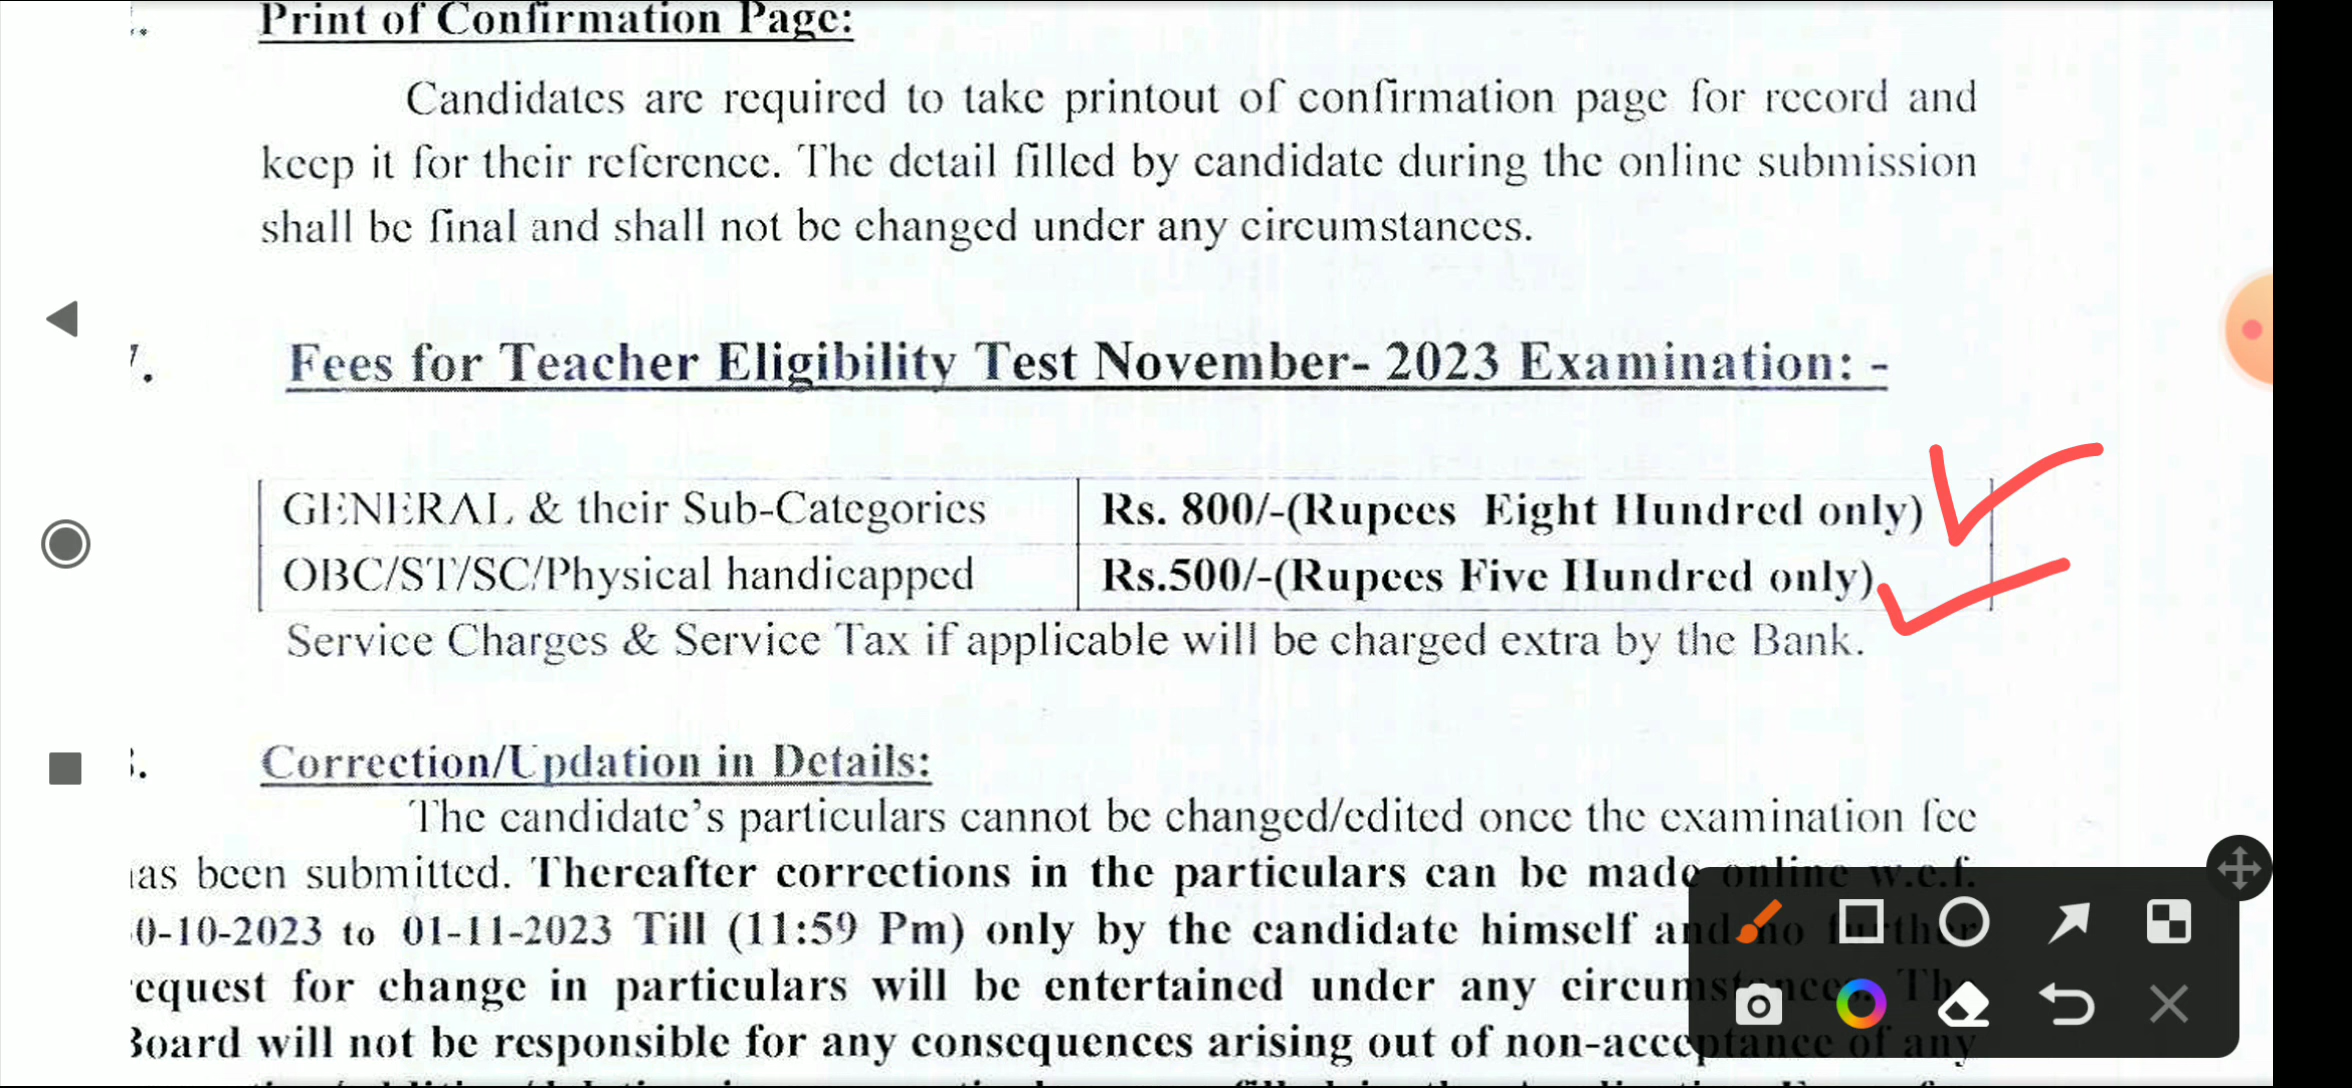 Print of Confirmation Page:
Candidates are required to take printout of confirmation page for record and
keep it for their reference. The detail filled by candidate during the online submission
shall be final and shall not be changed under any circumstances.
7. Fees for Teacher Eligibility Test November- 2023 Examination: -
GENERAL & their Sub-Categories Rs. 800/-(Rupees Eight Hundred only)
OBC/ST/SC/Physical handicapped Rs.500/-(Rupees Five Hundred only)
Service Charges & Service Tax if applicable will be charged extra by the Bank.
Correction/Updation in Details:
The candidate's particulars cannot be changed/edited once the examination fee
has been submitted. Thereafter corrections in the particulars can be made online w.e.f.
0-10-2023 to 01-11-2023 Till (11:59 Pm) only by the candidate himself and no further
request for change in particulars will be entertained under any circumstances. The
Board will not be responsible for any consequences arising out of non-acceptance of any